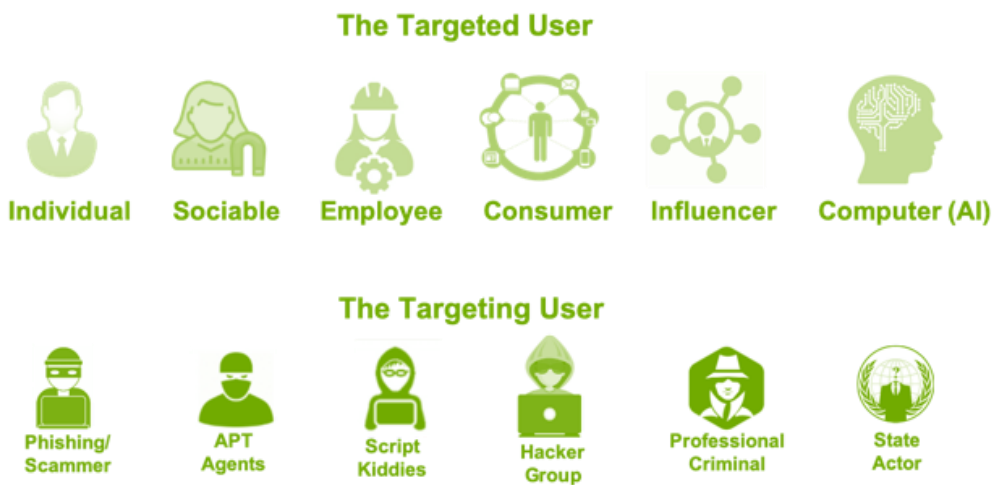 The Targeted User
Individual
Sociable
Employee
Consumer
Influencer
Computer (AI)
The Targeting User
Phishing/
Scammer
APT
Agents
Script
Kiddies
Hacker
Group
Professional
Criminal
State
Actor